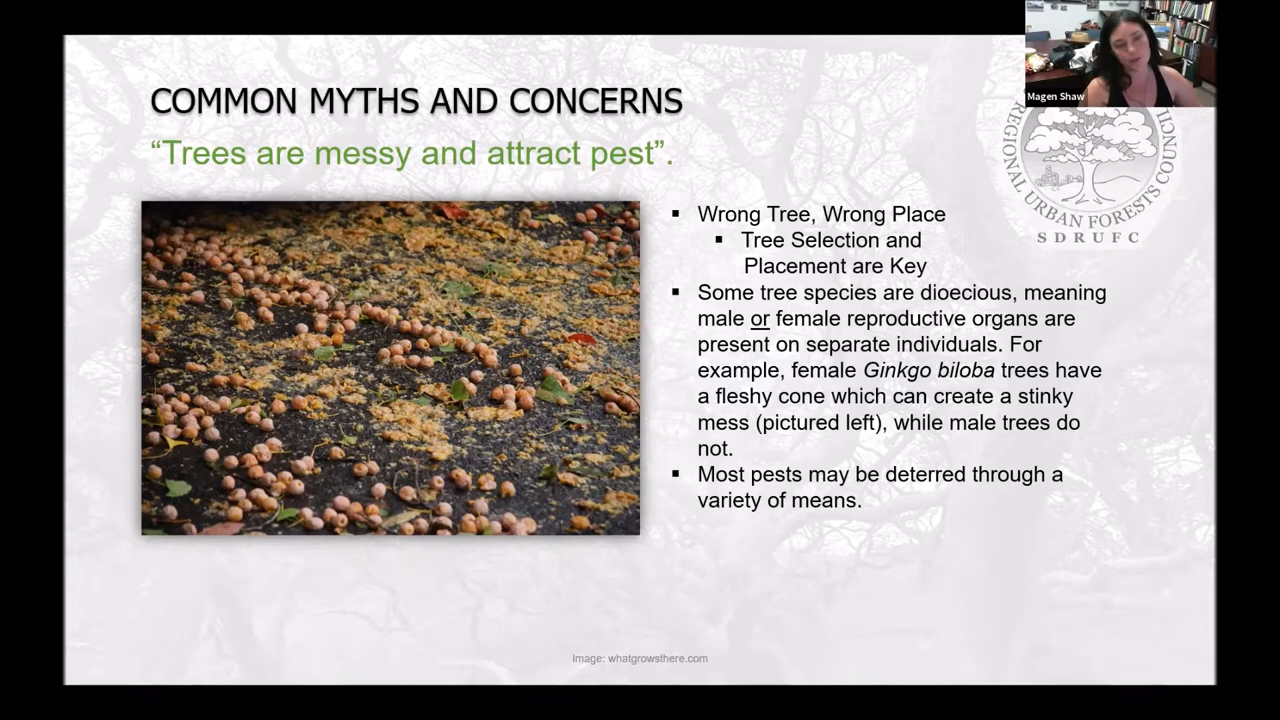 COMMON MYTHS AND CONCERNS
“Trees are messy and attract pest”.
Magen Shaw
REGIONAL URBAN FORESTS COUNCIL
SDRUFC
▪ Wrong Tree, Wrong Place
▪ Tree Selection and
Placement are Key
▪ Some tree species are dioecious, meaning
male or female reproductive organs are
present on separate individuals. For
example, female Ginkgo biloba trees have
a fleshy cone which can create a stinky
mess (pictured left), while male trees do
not.
▪ Most pests may be deterred through a
variety of means.
Image: whatgrowsthere.com